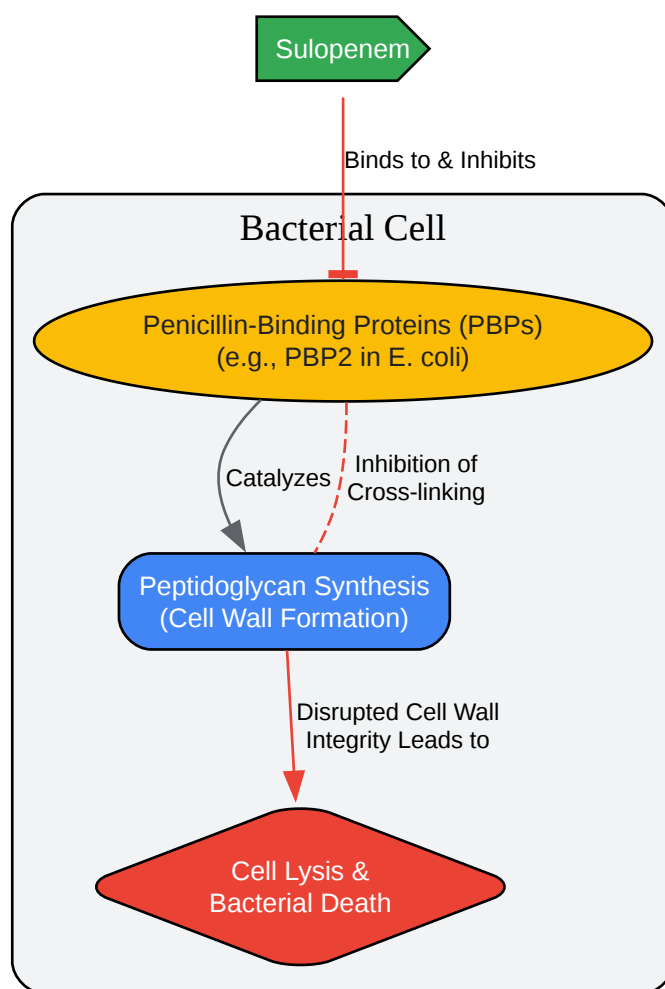 Sulopenem
Binds to & Inhibits
Bacterial Cell
Penicillin-Binding Proteins (PBPs)
(e.g., PBP2 in E. coli)
Catalyzes
Inhibition of
Cross-linking
Peptidoglycan Synthesis
(Cell Wall Formation)
Disrupted Cell Wall
Integrity Leads to
Cell Lysis &
Bacterial Death